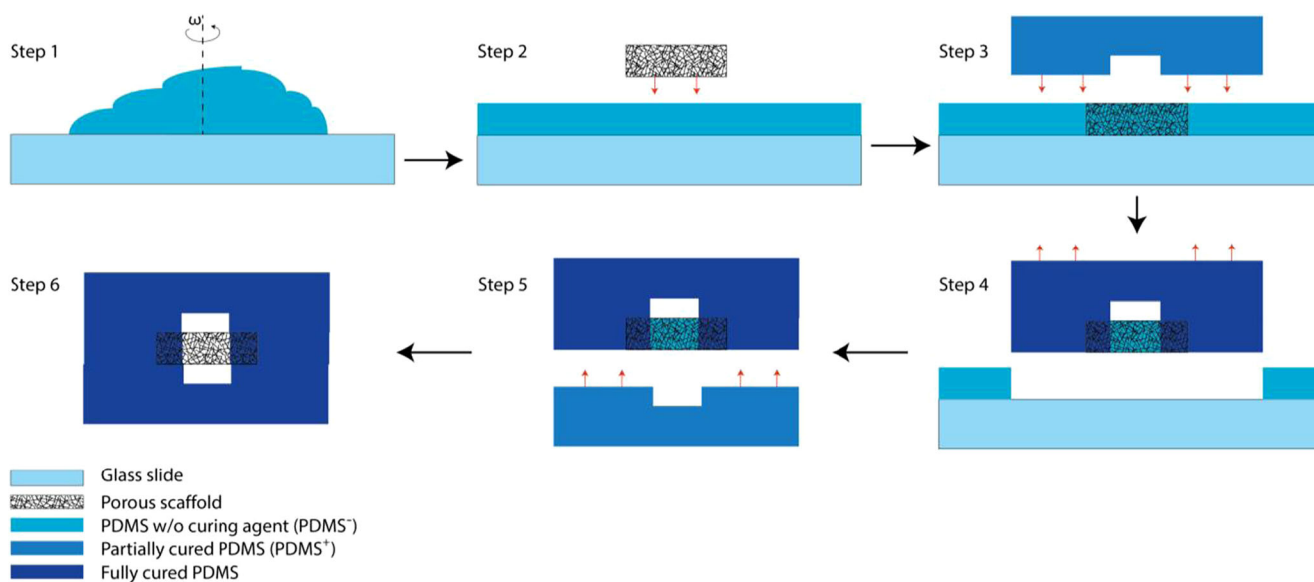 ω
Step 1
Step 2
Step 3
Step 4
Step 5
Step 6
Glass slide
Porous scaffold
PDMS w/o curing agent (PDMS⁻)
Partially cured PDMS (PDMS⁺)
Fully cured PDMS